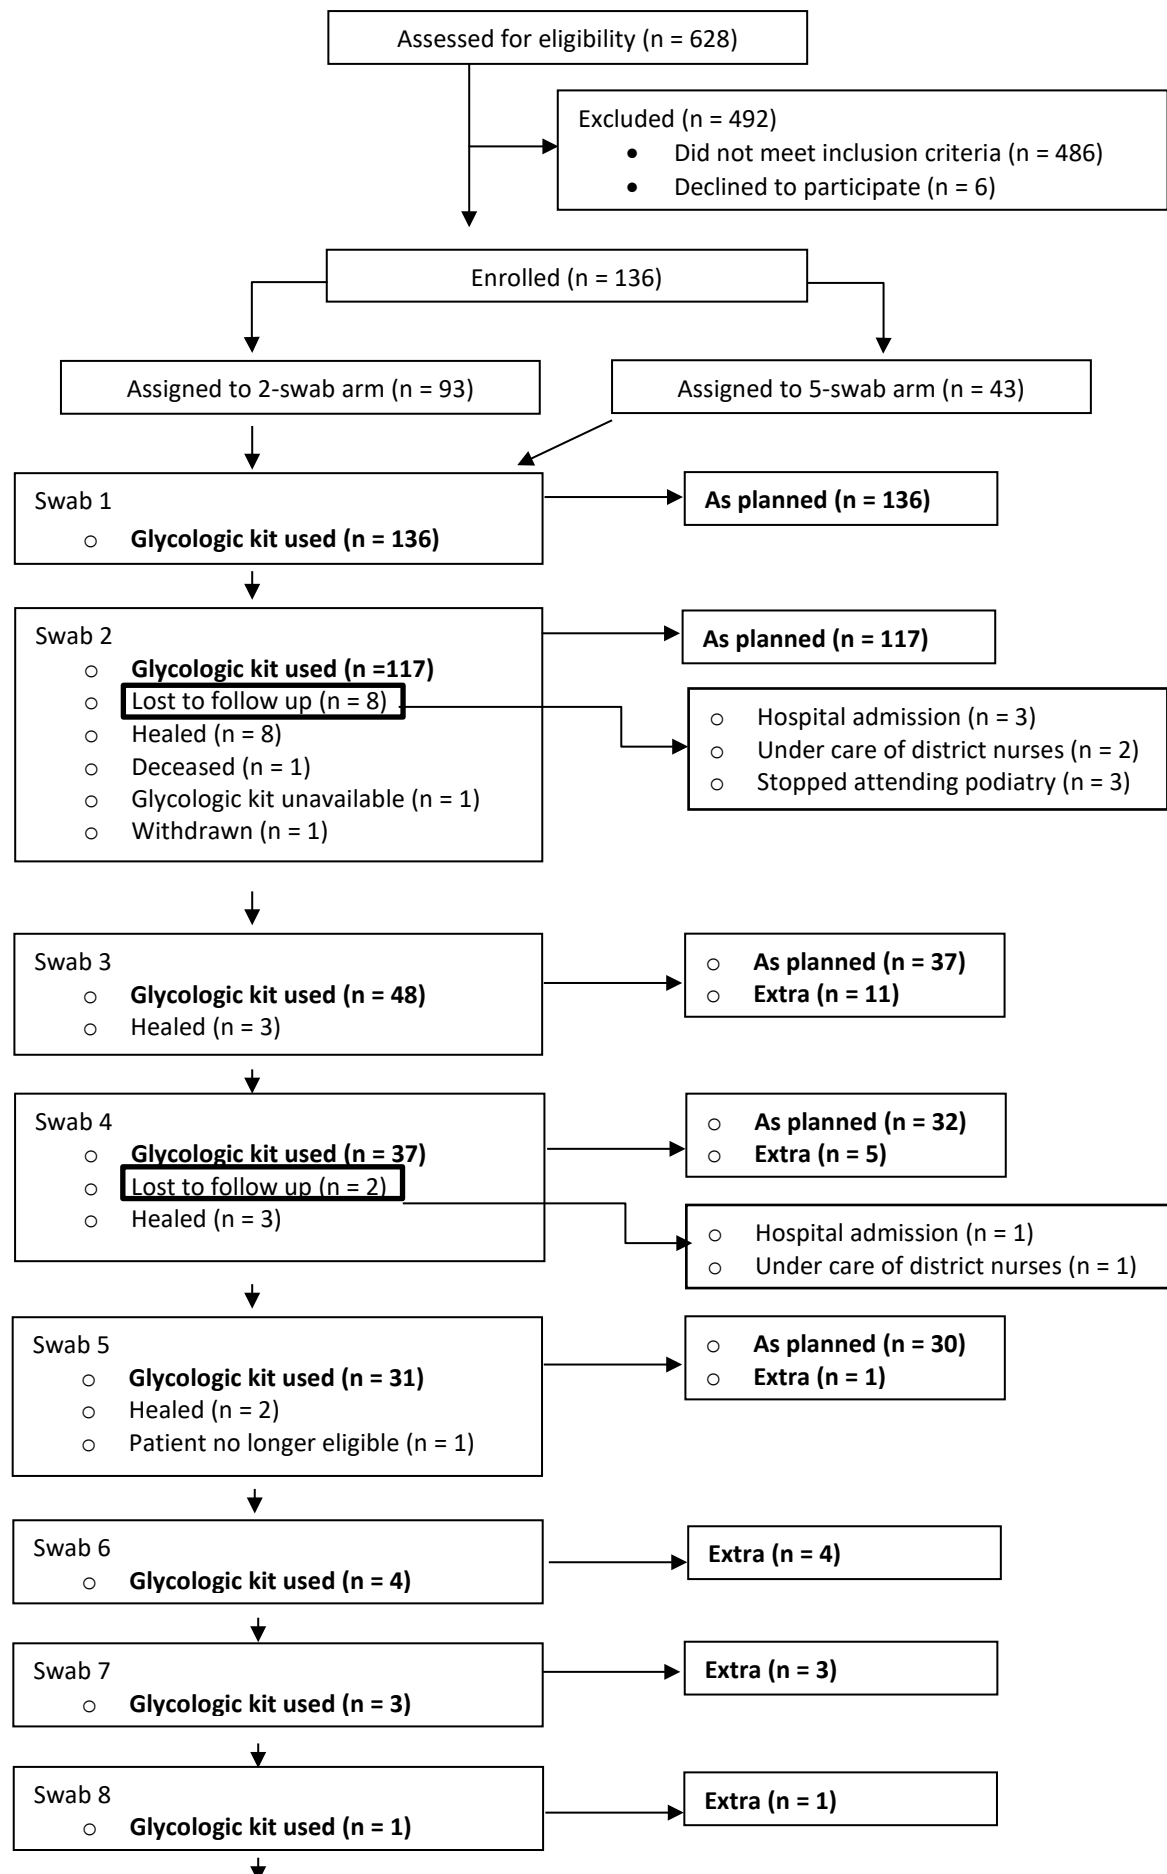 Assessed for eligibility (n = 628)
Excluded (n = 492)
• Did not meet inclusion criteria (n = 486)
• Declined to participate (n = 6)
Enrolled (n = 136)
Assigned to 2-swab arm (n = 93)
Assigned to 5-swab arm (n = 43)
Swab 1
o Glycologic kit used (n = 136)
As planned (n = 136)
Swab 2
o Glycologic kit used (n =117)
o Lost to follow up (n = 8)
o Healed (n = 8)
o Deceased (n = 1)
o Glycologic kit unavailable (n = 1)
o Withdrawn (n = 1)
As planned (n = 117)
o Hospital admission (n = 3)
o Under care of district nurses (n = 2)
o Stopped attending podiatry (n = 3)
Swab 3
o Glycologic kit used (n = 48)
o Healed (n = 3)
o As planned (n = 37)
o Extra (n = 11)
Swab 4
o Glycologic kit used (n = 37)
o Lost to follow up (n = 2)
o Healed (n = 3)
o As planned (n = 32)
o Extra (n = 5)
o Hospital admission (n = 1)
o Under care of district nurses (n = 1)
Swab 5
o Glycologic kit used (n = 31)
o Healed (n = 2)
o Patient no longer eligible (n = 1)
o As planned (n = 30)
o Extra (n = 1)
Swab 6
o Glycologic kit used (n = 4)
Extra (n = 4)
Swab 7
o Glycologic kit used (n = 3)
Extra (n = 3)
Swab 8
o Glycologic kit used (n = 1)
Extra (n = 1)